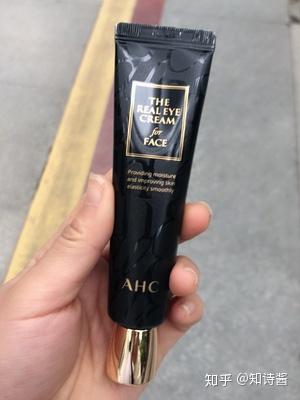 THE
REAL EYE
CREAM
for
FACE
Providing moisture
and improving skin
elasticity smoothly
AHC
知乎 @知诗酱